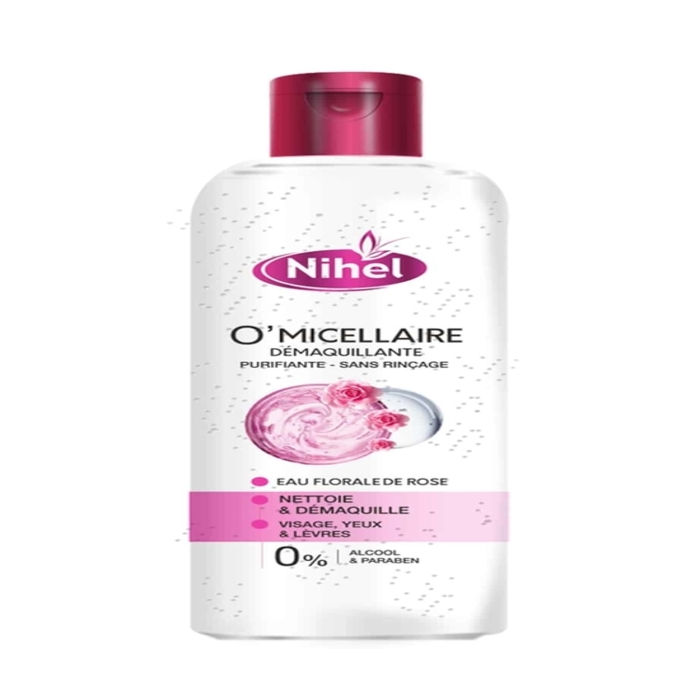 Nihel
O'MICELLAIRE
DÉMAQUILLANTE
PURIFIANTE - SANS RINÇAGE
EAU FLORALE DE ROSE
NETTOIE
& DÉMAQUILLE
VISAGE, YEUX
& LÈVRES
0% ALCOOL
& PARABEN